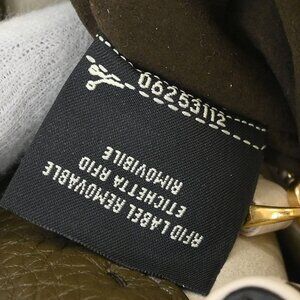 06253112
RFID LABEL REMOVABLE
ETICHETTA RFID
RIMOVIBILE